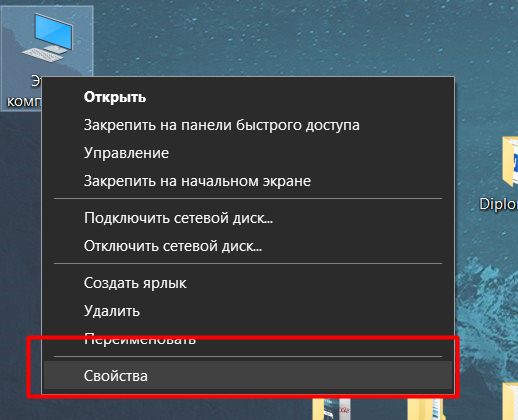 Открыть
Закрепить на панели быстрого доступа
Управление
Закрепить на начальном экране
Подключить сетевой диск...
Отключить сетевой диск...
Создать ярлык
Удалить
Переименовать
Свойства